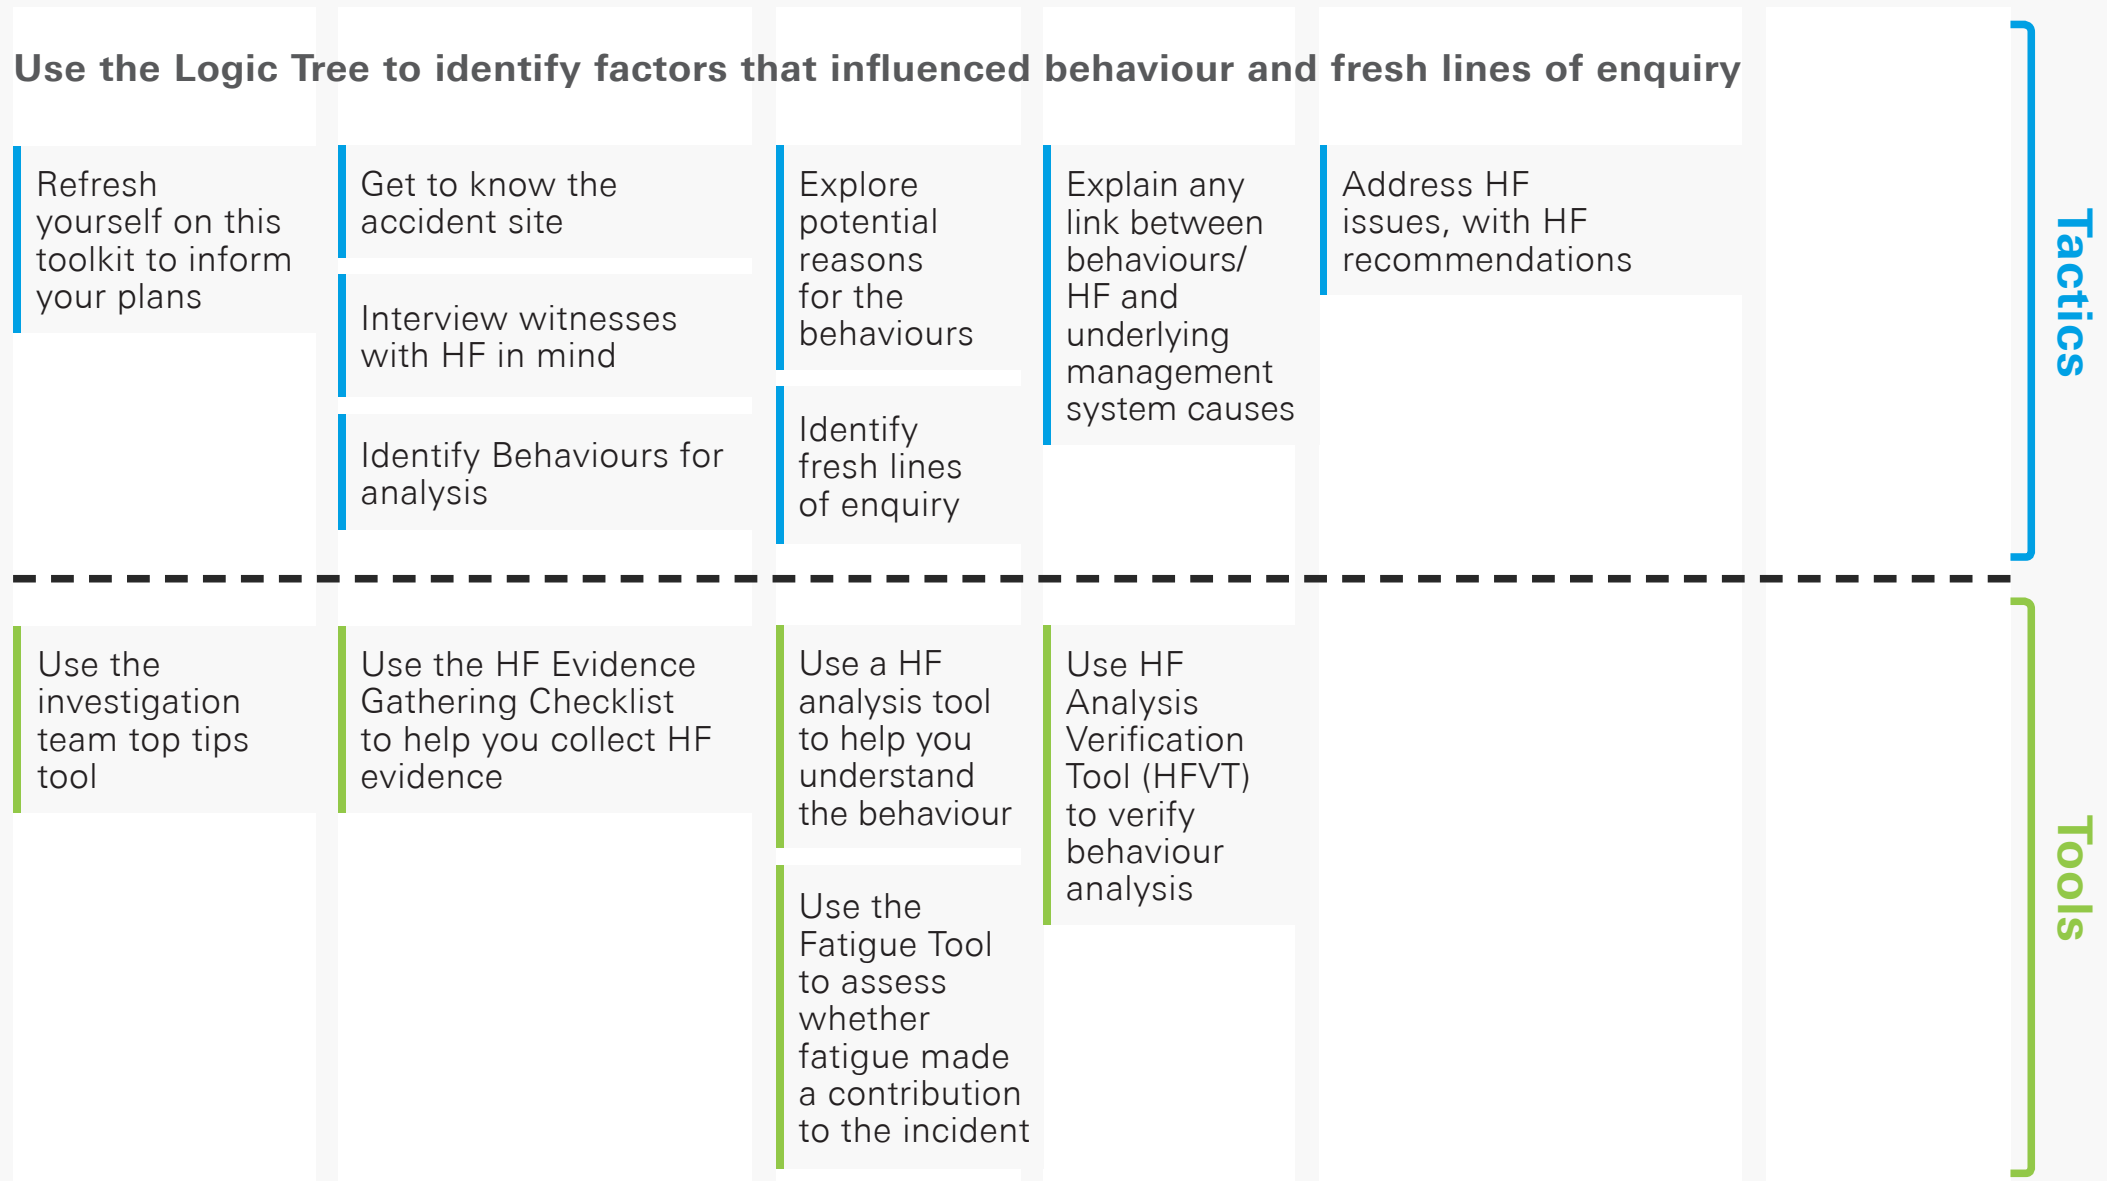 Use the Logic Tree to identify factors that influenced behaviour and fresh lines of enquiry
Refresh
yourself on this
toolkit to inform
your plans
Get to know the
accident site
Interview witnesses
with HF in mind
Identify Behaviours for
analysis
Explore
potential
reasons
for the
behaviours
Identify
fresh lines
of enquiry
Explain any
link between
behaviours/
HF and
underlying
management
system causes
Address HF
issues, with HF
recommendations
Tactics
Use the
investigation
team top tips
tool
Use the HF Evidence
Gathering Checklist
to help you collect HF
evidence
Use a HF
analysis tool
to help you
understand
the behaviour
Use the
Fatigue Tool
to assess
whether
fatigue made
a contribution
to the incident
Use HF
Analysis
Verification
Tool (HFVT)
to verify
behaviour
analysis
Tools